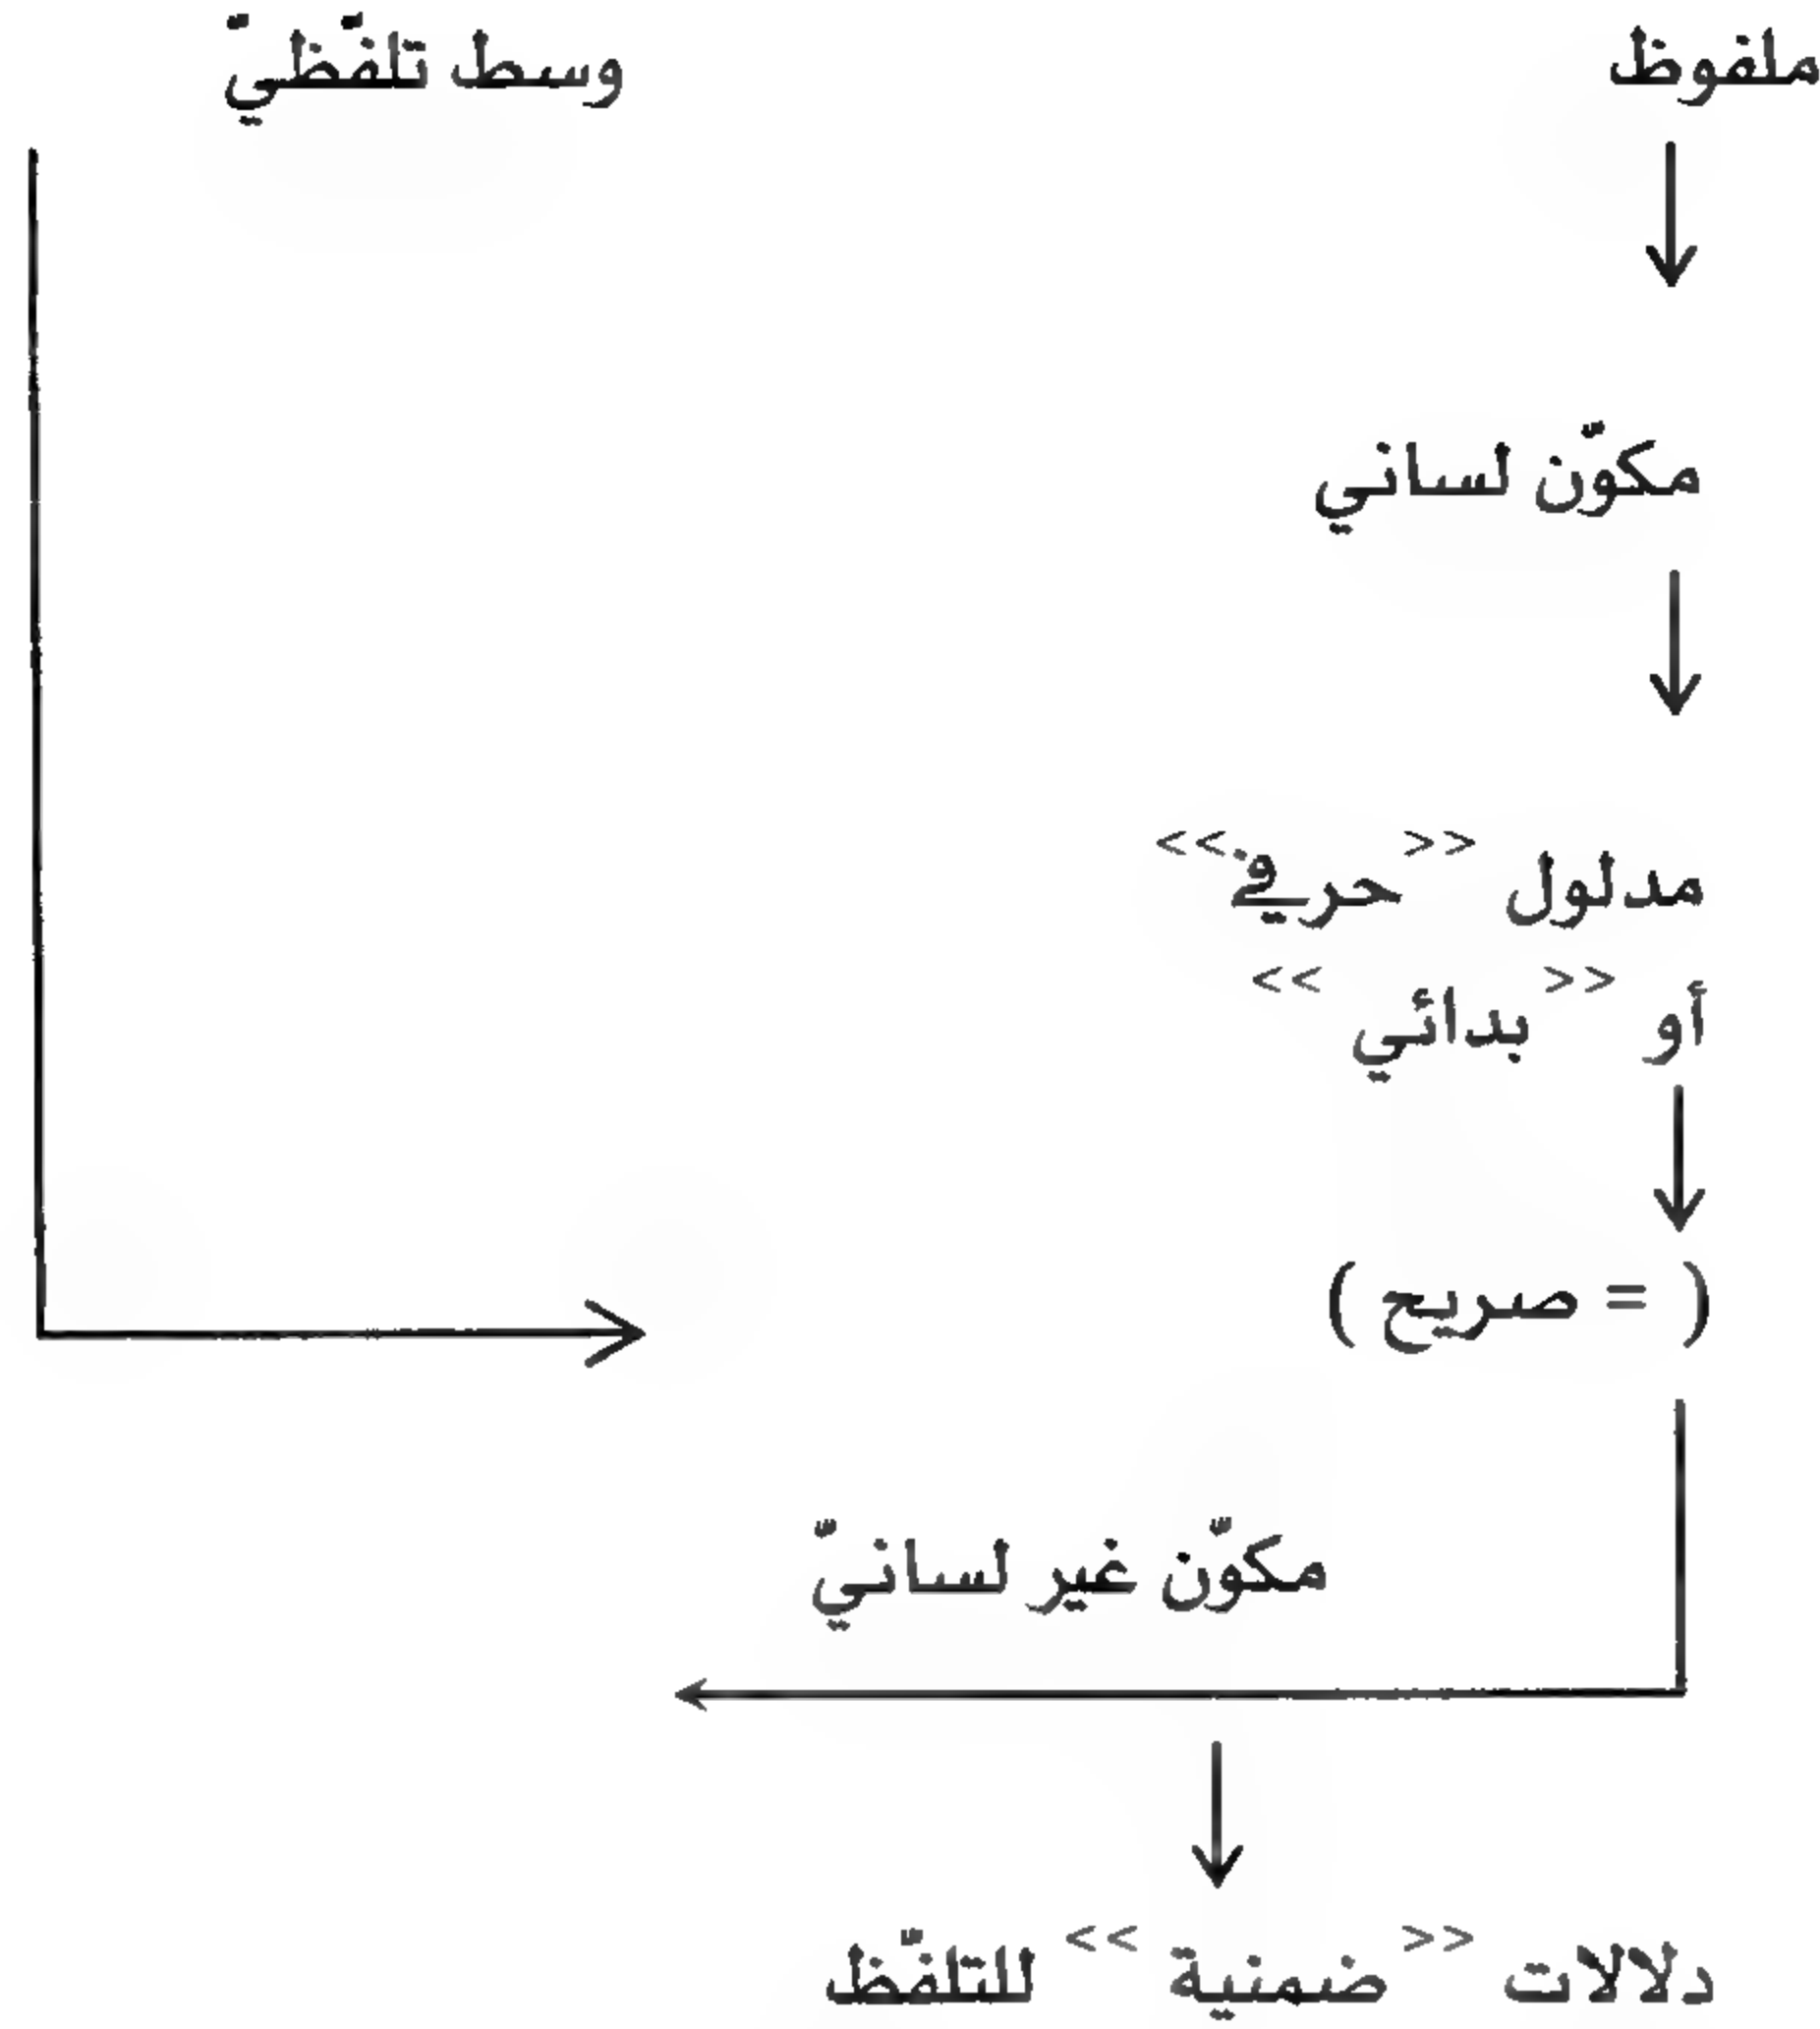 ملفوظ
وسط تلفّظيّ
مكوّن لساني
مدلول >>حرفي<<
أو >>بدائي <<
( = صريح )
مكوّن غير لسانيّ
دلالات >> ضمنية << للتلفّظ